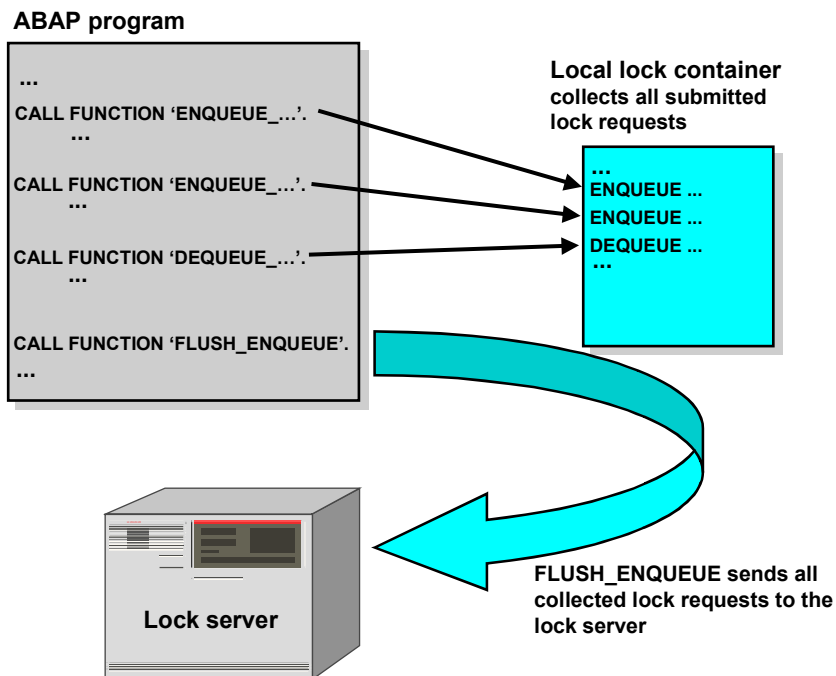 ABAP program
...
CALL FUNCTION ‘ENQUEUE_...’.
...
CALL FUNCTION ‘ENQUEUE_...’.
...
CALL FUNCTION ‘DEQUEUE_...’.
...
CALL FUNCTION ‘FLUSH_ENQUEUE’.
...
Local lock container
collects all submitted
lock requests
...
ENQUEUE ...
ENQUEUE ...
DEQUEUE ...
...
FLUSH_ENQUEUE sends all
collected lock requests to the
lock server
Lock server